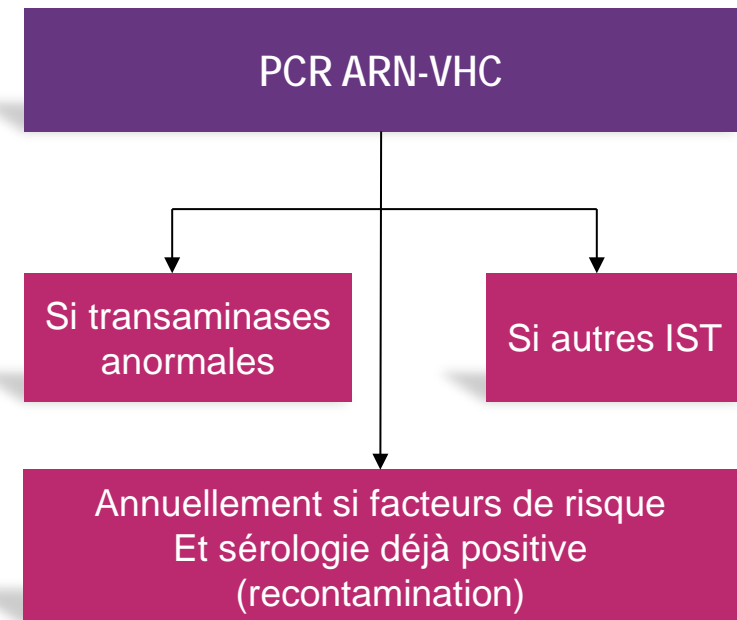 PCR ARN-VHC
Si transaminases
anormales
Si autres IST
Annuellement si facteurs de risque
Et sérologie déjà positive
(recontamination)